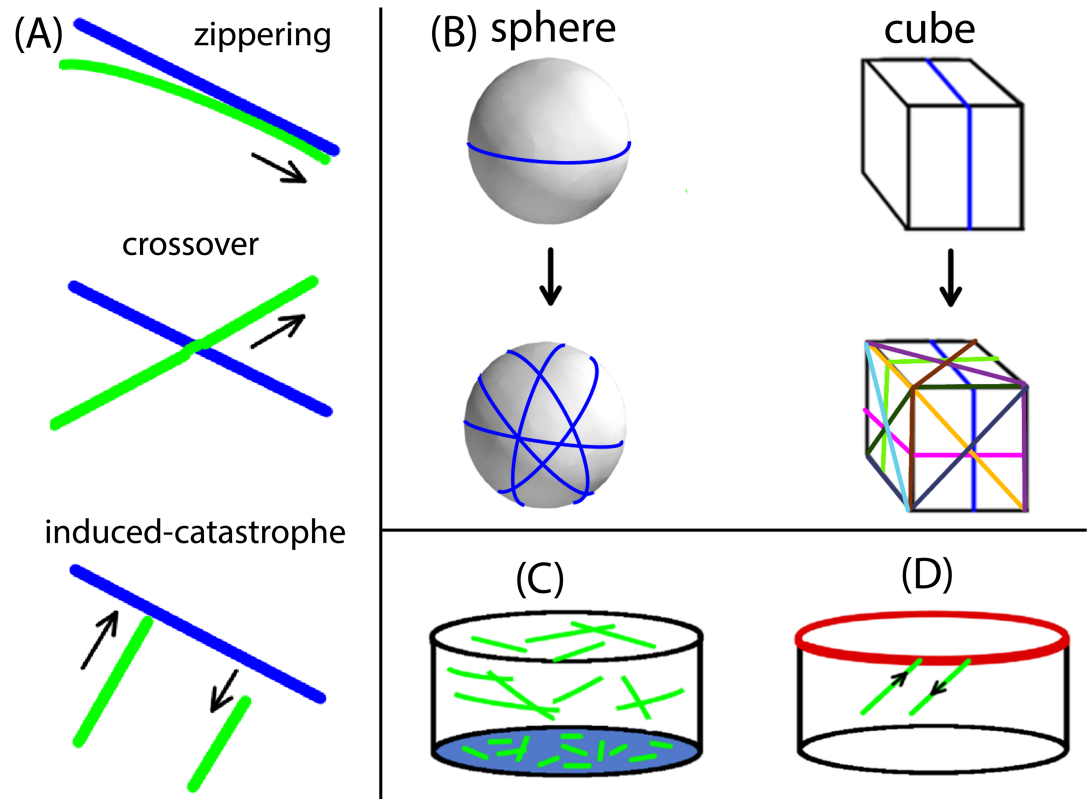 (A)
zippering
crossover
induced-catastrophe
(B) sphere
cube
(C)
(D)